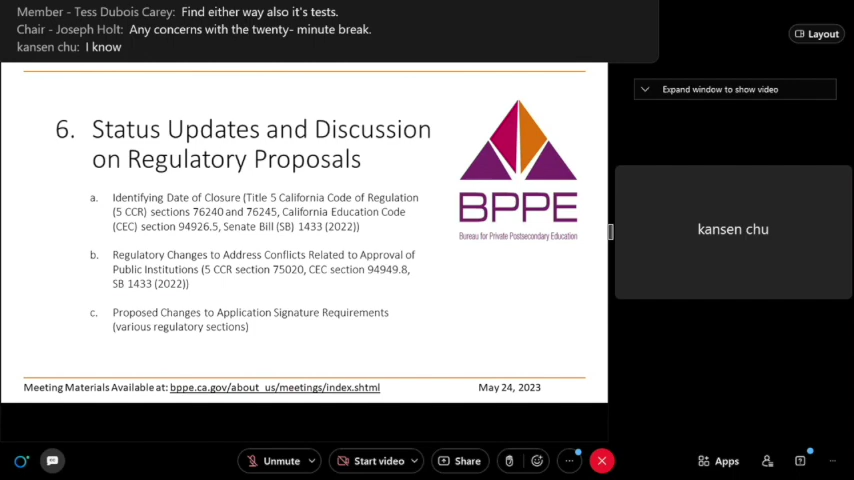 Member - Tess Dubois Carey: Find either way also it's tests.
Chair - Joseph Holt: Any concerns with the twenty- minute break.
kansen chu: I know
Layout
Expand window to show video
6. Status Updates and Discussion
on Regulatory Proposals
a. Identifying Date of Closure (Title 5 California Code of Regulation
(5 CCR) sections 76240 and 76245, California Education Code
(CEC) section 94926.5, Senate Bill (SB) 1433 (2022))
b. Regulatory Changes to Address Conflicts Related to Approval of
Public Institutions (5 CCR section 75020, CEC section 94949.8,
SB 1433 (2022))
c. Proposed Changes to Application Signature Requirements
(various regulatory sections)
BPPE
Bureau for Private Postsecondary Education
kansen chu
Meeting Materials Available at: bppe.ca.gov/about_us/meetings/index.shtml
May 24, 2023
Unmute
Start video
Share
Apps